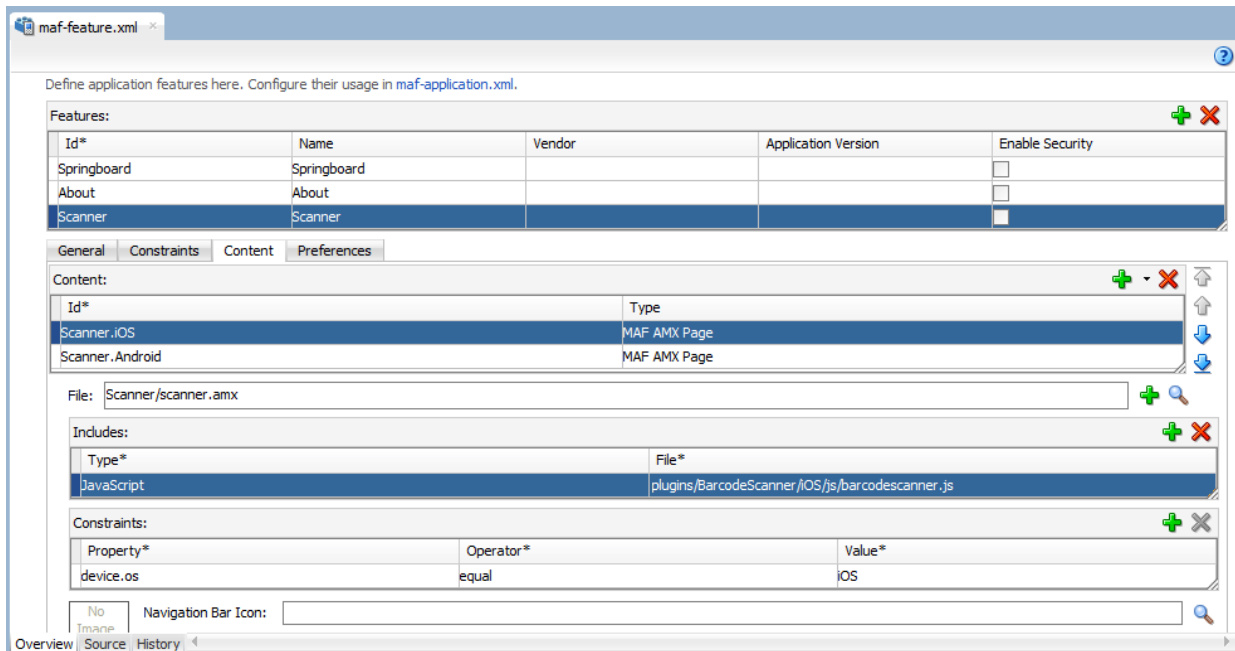 maf-feature.xml
Define application features here. Configure their usage in maf-application.xml.
Features:
Id* Name Vendor Application Version Enable Security
Springboard Springboard
About About
Scanner Scanner
General Constraints Content Preferences
Content:
Id* Type
Scanner.iOS MAF AMX Page
Scanner.Android MAF AMX Page
File: Scanner/scanner.amx
Includes:
Type* File*
JavaScript plugins/BarcodeScanner/iOS/js/barcodescanner.js
Constraints:
Property* Operator* Value*
device.os equal iOS
No
Image
Navigation Bar Icon:
Overview Source History